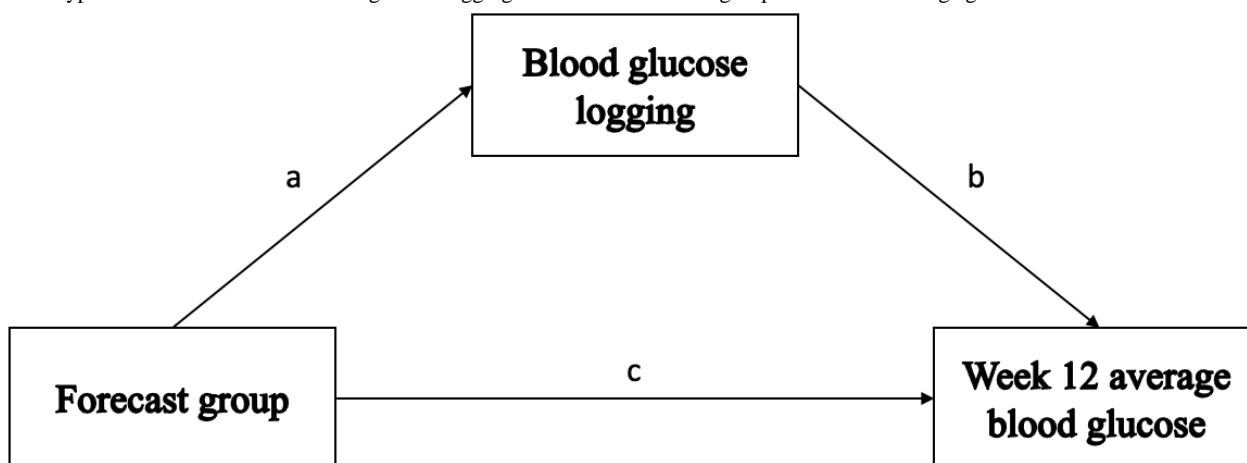 Blood glucose
logging
a
b
c
Forecast group
Week 12 average
blood glucose